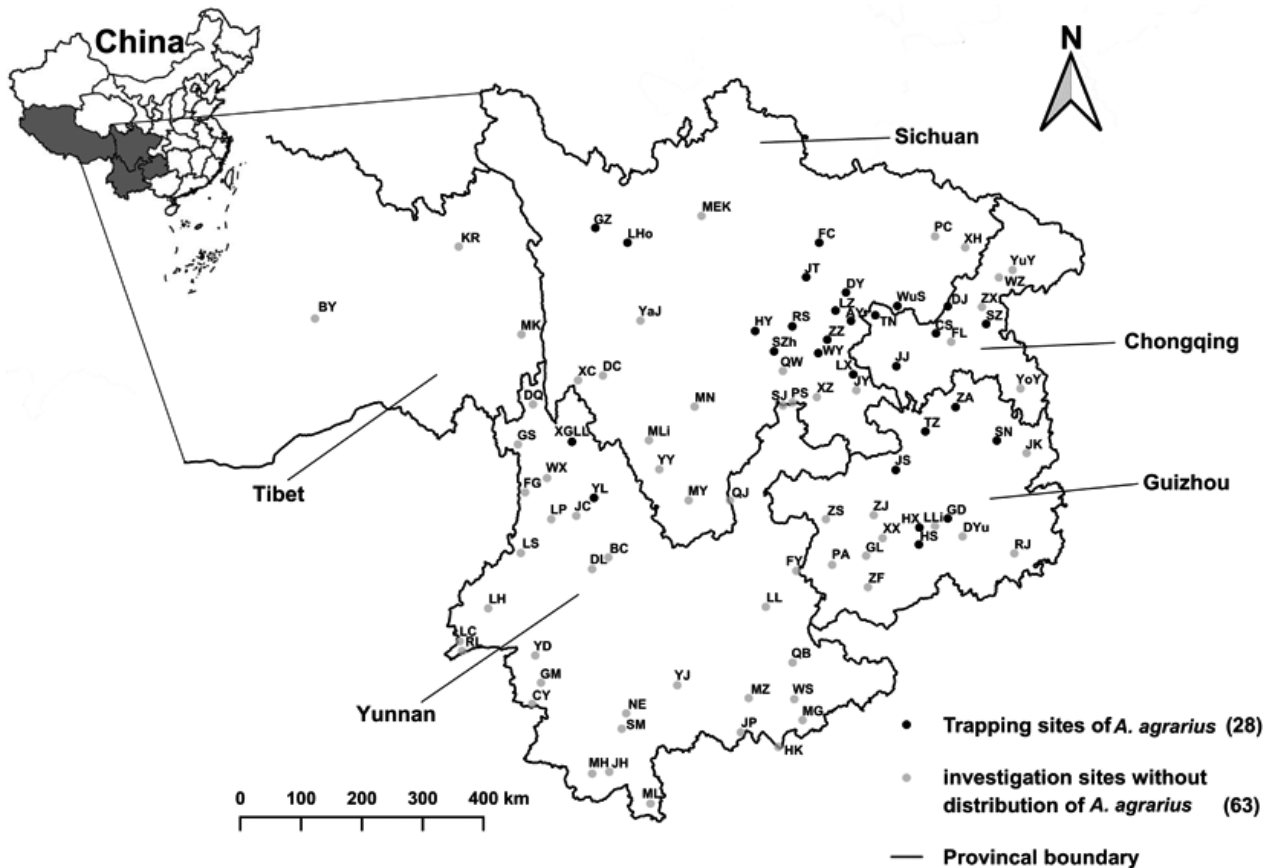 China
N
Sichuan
MEK
GZ
LHo
FC
PC
XH
KR
YuY
WZ
JT
DY
WuS
DJ
ZX
BY
LZ
SZ
AY
TN
CS
FL
YaJ
HY
RS
ZZ
MK
SZh
WY
Chongqing
QW
LX
JJ
XC
DC
JY
YoY
DQ
MN
SJ
PS
XZ
ZA
GS
XGLL
MLi
TZ
SN
JK
YY
JS
WX
Tibet
FG
YL
MY
QJ
Guizhou
LP
JC
ZS
ZJ
HX
LLi
GD
XX
HS
DYu
LS
BC
GL
RJ
DL
FY
PA
ZF
LH
LL
LC
RL
YD
QB
GM
YJ
CY
MZ
WS
Yunnan
NE
MG
SM
JP
HK
MH
JH
ML
0 100 200 300 400 km
Trapping sites of A. agrarius (28)
investigation sites without
distribution of A. agrarius (63)
Provincal boundary